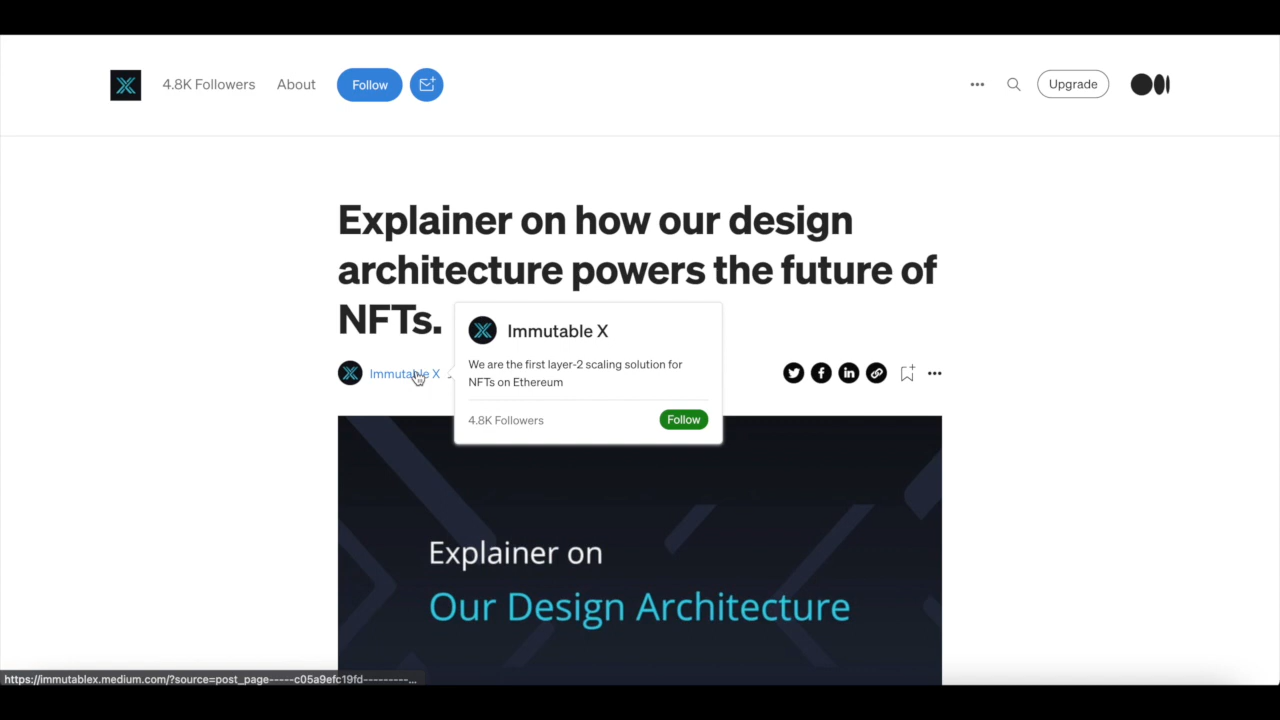 4.8K Followers About Follow Upgrade
Explainer on how our design
architecture powers the future of
NFTs.
Immutable X
Immutable X
We are the first layer-2 scaling solution for
NFTs on Ethereum
4.8K Followers Follow
Explainer on
Our Design Architecture
https://immutablex.medium.com/?source=post_page-----c05a9efc19fd---------...